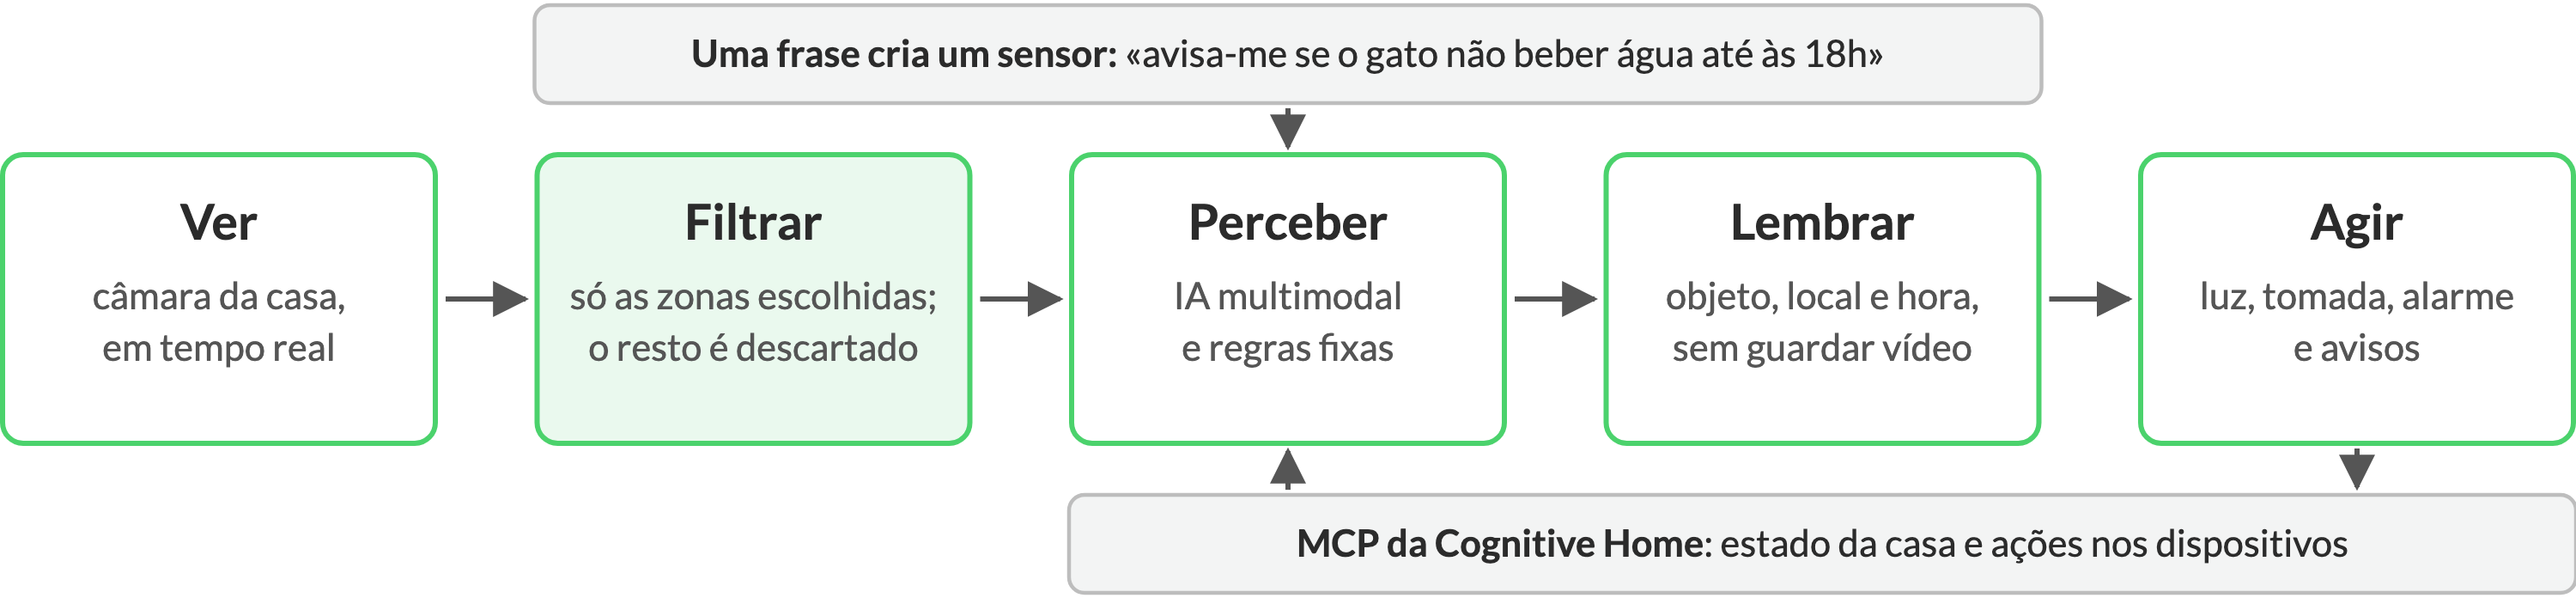 Uma frase cria um sensor: «avisa-me se o gato não beber água até às 18h»
Ver
câmara da casa,
em tempo real
Filtrar
só as zonas escolhidas;
o resto é descartado
Perceber
IA multimodal
e regras fixas
Lembrar
objeto, local e hora,
sem guardar vídeo
Agir
luz, tomada, alarme
e avisos
MCP da Cognitive Home: estado da casa e ações nos dispositivos